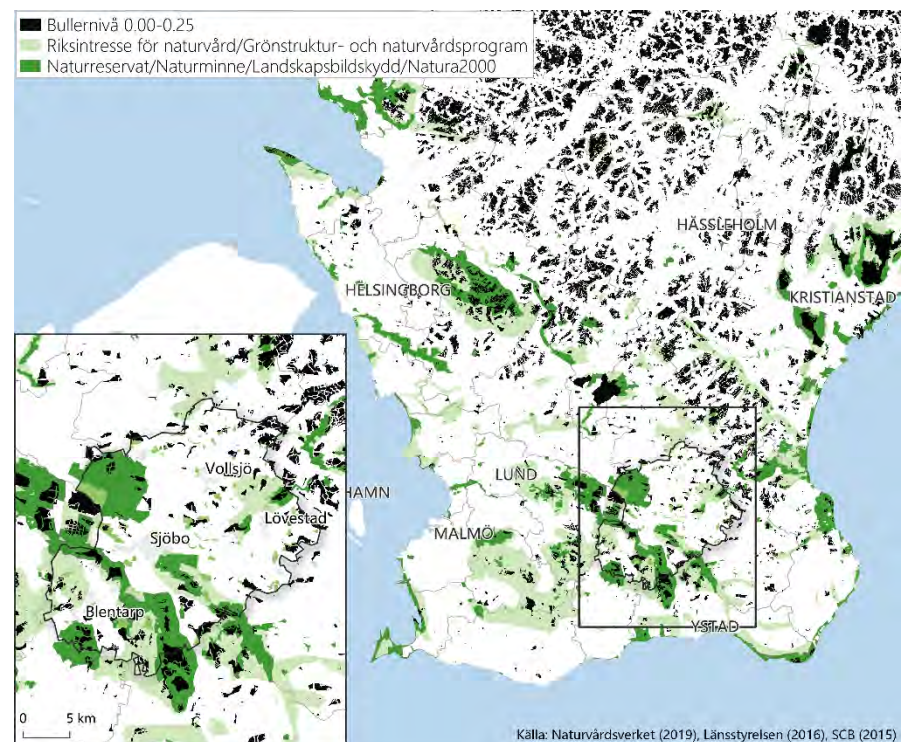 Bullernivå 0.00-0.25
Riksintresse för naturvård/Grönstruktur- och naturvårdsprogram
Naturreservat/Naturminne/Landskapsbildskydd/Natura2000
HÄSSLEHOLM
HELSINGBORG
KRISTIANSTAD
Vollsjö
LUND
HAMN
Lövestad
Sjöbo
MALMÖ
Blentarp
YSTAD
0 5 km
Källa: Naturvårdsverket (2019), Länsstyrelsen (2016), SCB (2015)